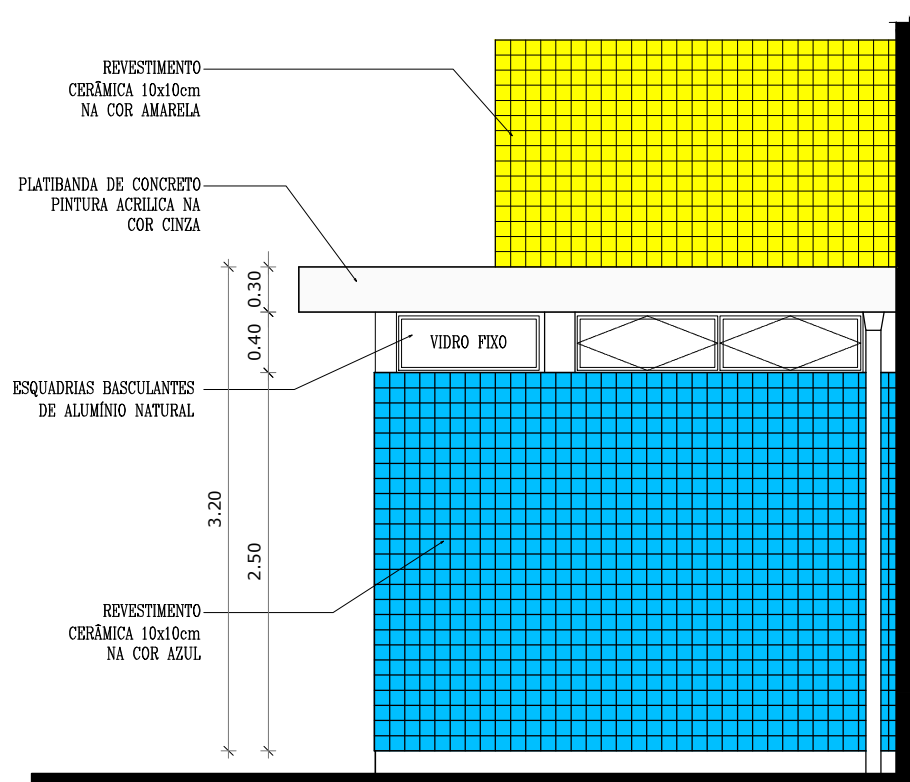 REVESTIMENTO
CERÂMICA 10x10cm
NA COR AMARELA
PLATIBANDA DE CONCRETO
PINTURA ACRILICA NA
COR CINZA
0.30
0.40
VIDRO FIXO
ESQUADRIAS BASCULANTES
DE ALUMÍNIO NATURAL
3.20
2.50
REVESTIMENTO
CERÂMICA 10x10cm
NA COR AZUL